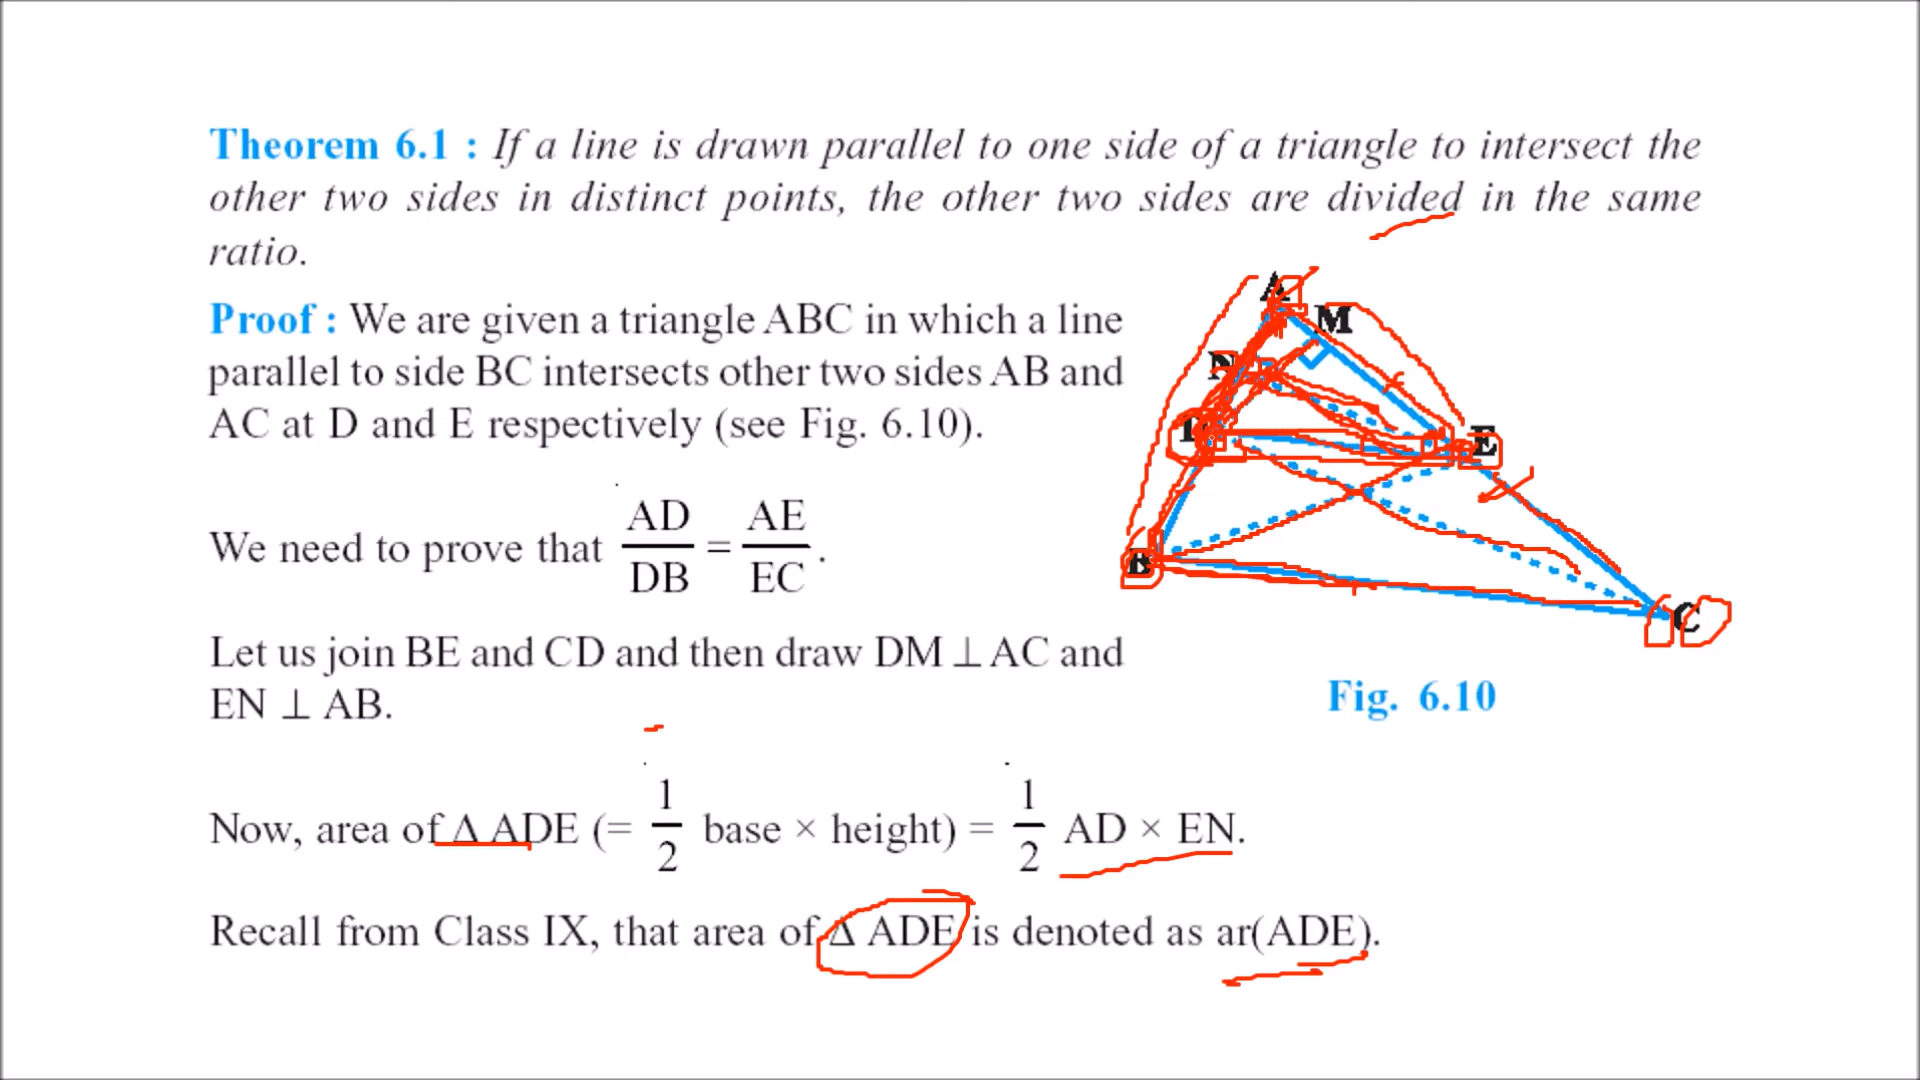 Theorem 6.1 : If a line is drawn parallel to one side of a triangle to intersect the
other two sides in distinct points, the other two sides are divided in the same
ratio.
Proof : We are given a triangle ABC in which a line
parallel to side BC intersects other two sides AB and
AC at D and E respectively (see Fig. 6.10).
We need to prove that AD/DB = AE/EC .
Let us join BE and CD and then draw DM ⊥ AC and
EN ⊥ AB.
A
M
N
E
B
C
Fig. 6.10
Now, area of Δ ADE (= 1/2 base × height) = 1/2 AD × EN.
Recall from Class IX, that area of Δ ADE is denoted as ar(ADE).